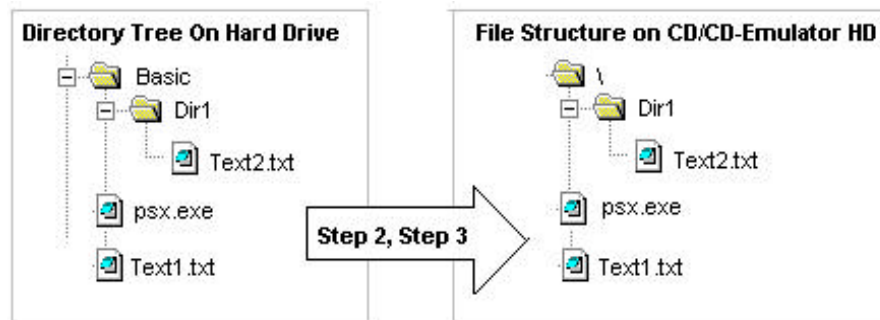 Directory Tree On Hard Drive
Basic
Dir1
Text2.txt
psx.exe
Text1.txt
Step 2, Step 3
File Structure on CD/CD-Emulator HD
\
Dir1
Text2.txt
psx.exe
Text1.txt